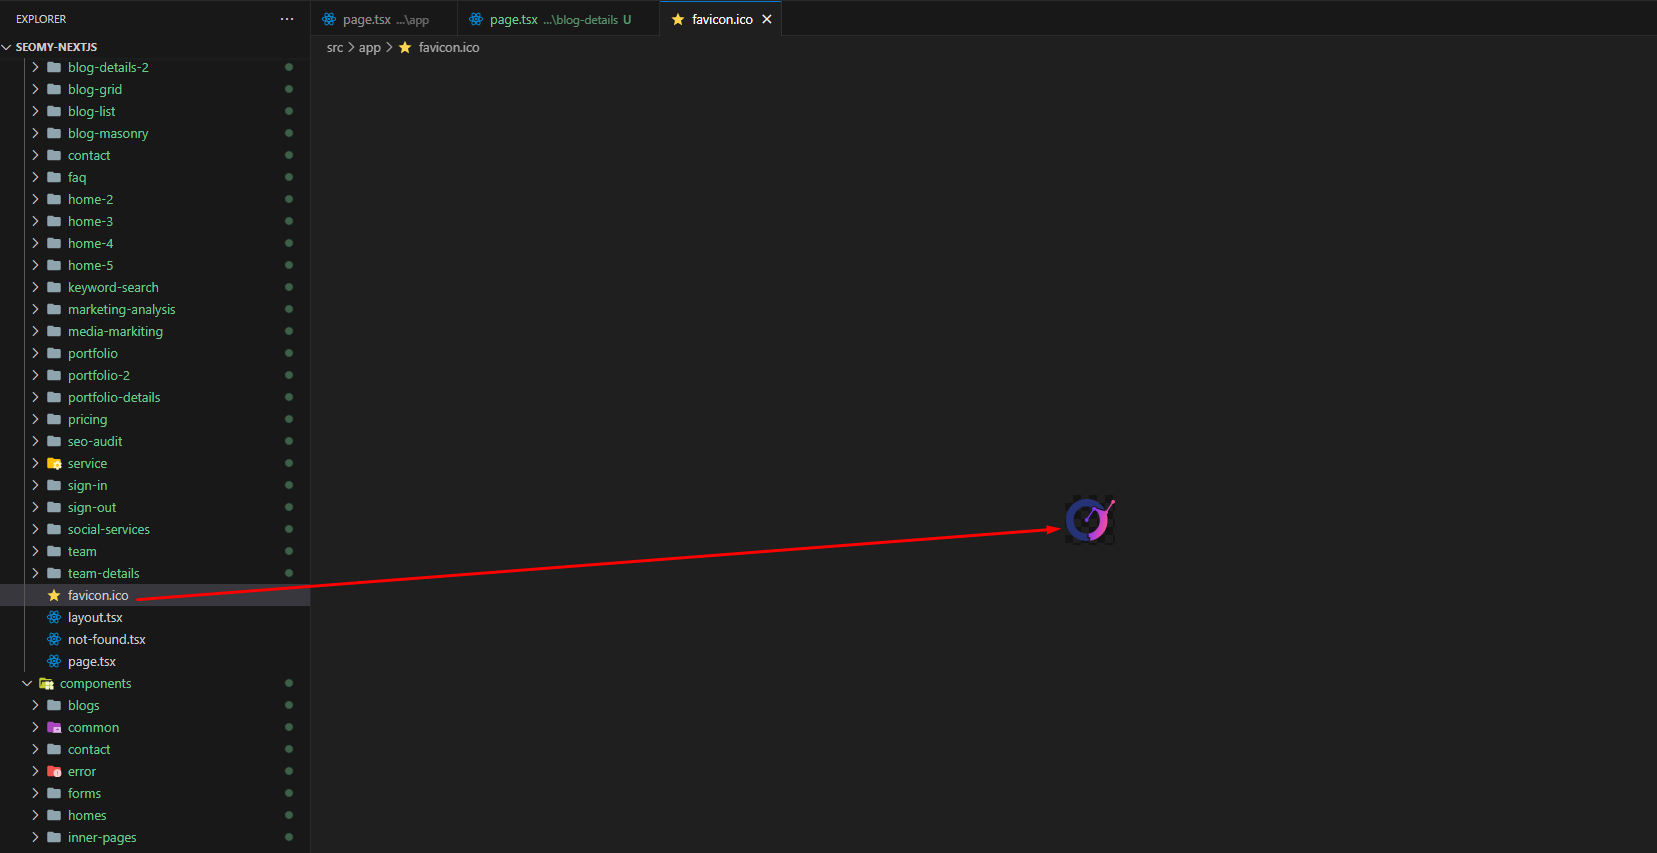 EXPLORER
SEOMY-NEXTJS
blog-details-2
blog-grid
blog-list
blog-masonry
contact
faq
home-2
home-3
home-4
home-5
keyword-search
marketing-analysis
media-markiting
portfolio
portfolio-2
portfolio-details
pricing
seo-audit
service
sign-in
sign-out
social-services
team
team-details
favicon.ico
layout.tsx
not-found.tsx
page.tsx
components
blogs
common
contact
error
forms
homes
inner-pages
page.tsx ...\app
page.tsx ...\blog-details U
favicon.ico
src > app > favicon.ico